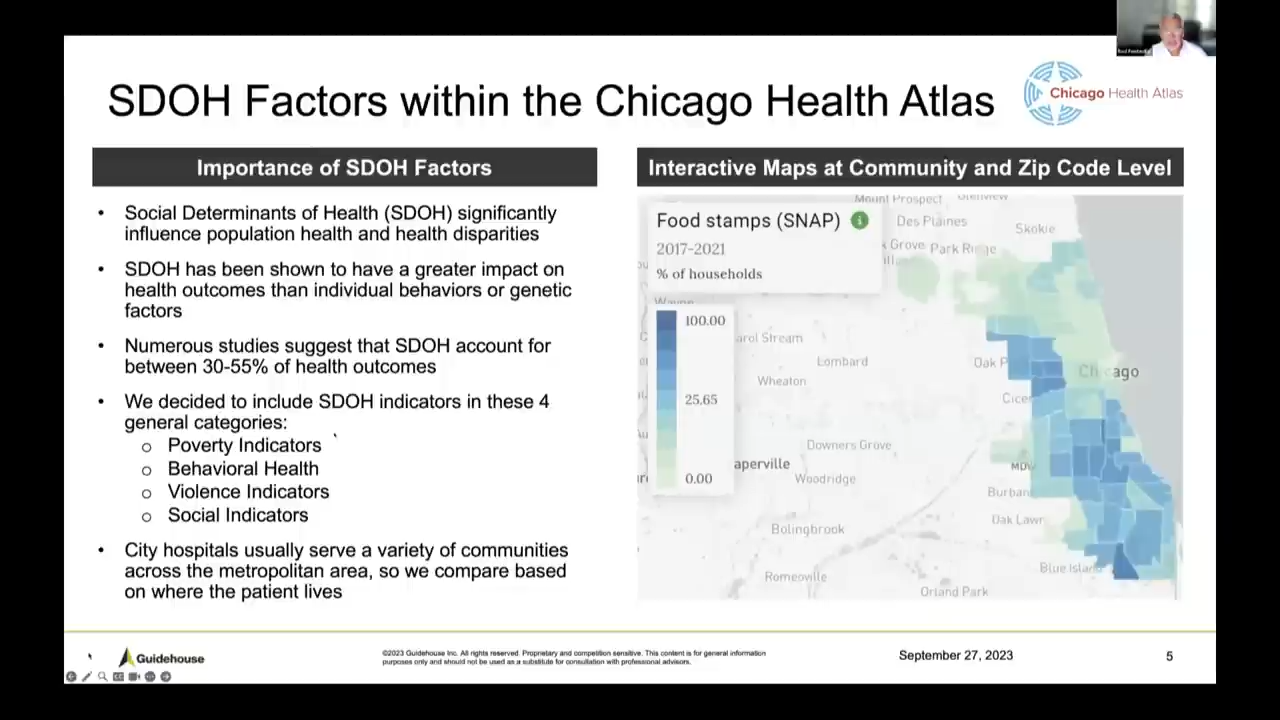 SDOH Factors within the Chicago Health Atlas
Chicago Health Atlas
Importance of SDOH Factors
• Social Determinants of Health (SDOH) significantly
influence population health and health disparities
• SDOH has been shown to have a greater impact on
health outcomes than individual behaviors or genetic
factors
• Numerous studies suggest that SDOH account for
between 30-55% of health outcomes
• We decided to include SDOH indicators in these 4
general categories:
o Poverty Indicators
o Behavioral Health
o Violence Indicators
o Social Indicators
• City hospitals usually serve a variety of communities
across the metropolitan area, so we compare based
on where the patient lives
Interactive Maps at Community and Zip Code Level
Food stamps (SNAP)
2017-2021
% of households
100.00
25.65
0.00
Mount Prospect
Glenview
Des Plaines
Skokie
Grove
Park Ridge
Wayne
arol Stream
Lombard
Oak P
Chicago
Wheaton
Cicer
Downers Grove
aperville
MDW
Woodridge
Burban
Oak Lawn
Bolingbrook
Blue Island
Romeoville
Orland Park
Guidehouse
©2023 Guidehouse Inc. All rights reserved. Proprietary and competition sensitive. This content is for general information
purposes only and should not be used as a substitute for consultation with professional advisors.
September 27, 2023
5